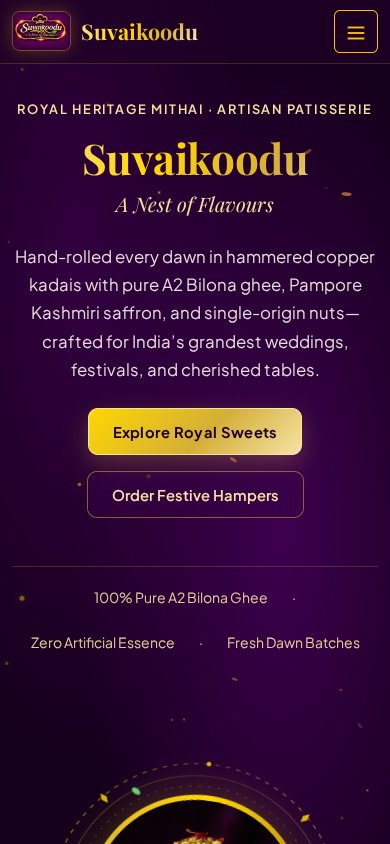 Suvaikoodu
Suvaikoodu
ROYAL HERITAGE MITHAI · ARTISAN PATISSERIE
Suvaikoodu
A Nest of Flavours
Hand-rolled every dawn in hammered copper
kadais with pure A2 Bilona ghee, Pampore
Kashmiri saffron, and single-origin nuts—
crafted for India’s grandest weddings,
festivals, and cherished tables.
Explore Royal Sweets
Order Festive Hampers
100% Pure A2 Bilona Ghee ·
Zero Artificial Essence · Fresh Dawn Batches